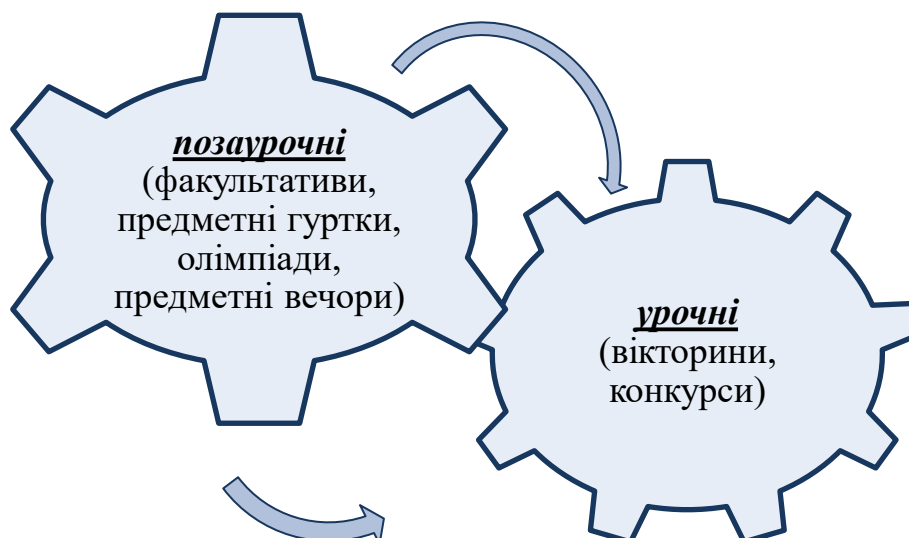 позаурочні
(факультативи,
предметні гуртки,
олімпіади,
предметні вечори)
урочні
(вікторини,
конкурси)